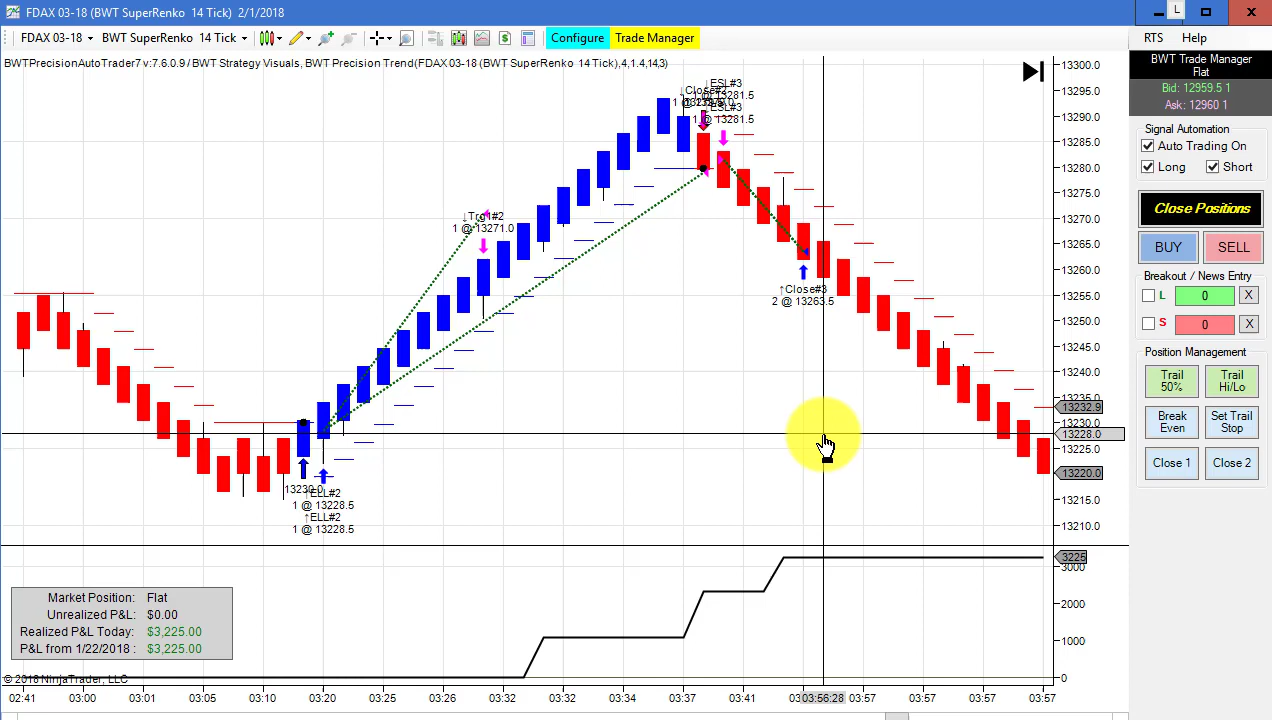 FDAX 03-18 (BWT SuperRenko 14 Tick) 2/1/2018
L
FDAX 03-18 BWT SuperRenko 14 Tick
Configure
Trade Manager
RTS Help
BWTPrecisionAutoTrader7 v:7.6.0.9 / BWT Strategy Visuals, BWT Precision Trend(FDAX 03-18 (BWT SuperRenko 14 Tick),4,1.4,14,3)
↓ESL#3
↓Close#2
1 @ 13281.5
↓ESL#3
1 @ 13281.5
↓Trg1#2
1 @ 13271.0
↑Close#3
2 @ 13263.5
13230.0
↑ELL#2
1 @ 13228.5
↑ELL#2
1 @ 13228.5
13300.0
13295.0
13290.0
13285.0
13280.0
13275.0
13270.0
13265.0
13260.0
13255.0
13250.0
13245.0
13240.0
13232.9
13230.0
13228.0
13225.0
13220.0
13215.0
13210.0
3225
3000
2000
1000
0
Market Position: Flat
Unrealized P&L: $0.00
Realized P&L Today: $3,225.00
P&L from 1/22/2018 : $3,225.00
© 2018 NinjaTrader, LLC
02:41 03:00 03:01 03:05 03:10 03:20 03:26 03:26 03:32 03:32 03:34 03:37 03:41 03:56:28 03:57 03:57 03:57 03:57
BWT Trade Manager
Flat
Bid: 12959.5 1
Ask: 12960 1
Signal Automation
Auto Trading On
Long Short
Close Positions
BUY SELL
Breakout / News Entry
L 0 X
S 0 X
Position Management
Trail 50%
Trail Hi/Lo
Break Even
Set Trail Stop
Close 1
Close 2